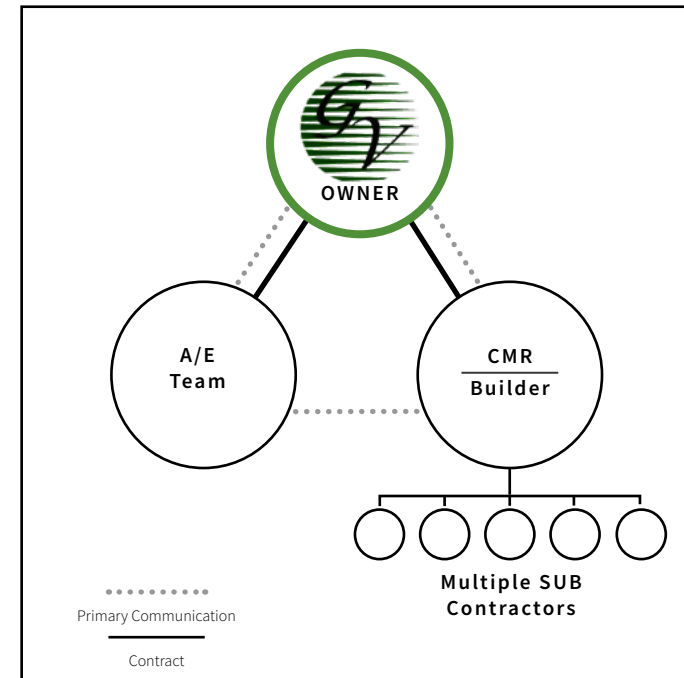 GV
OWNER
A/E
Team
CMR
Builder
Multiple SUB
Contractors
Primary Communication
Contract